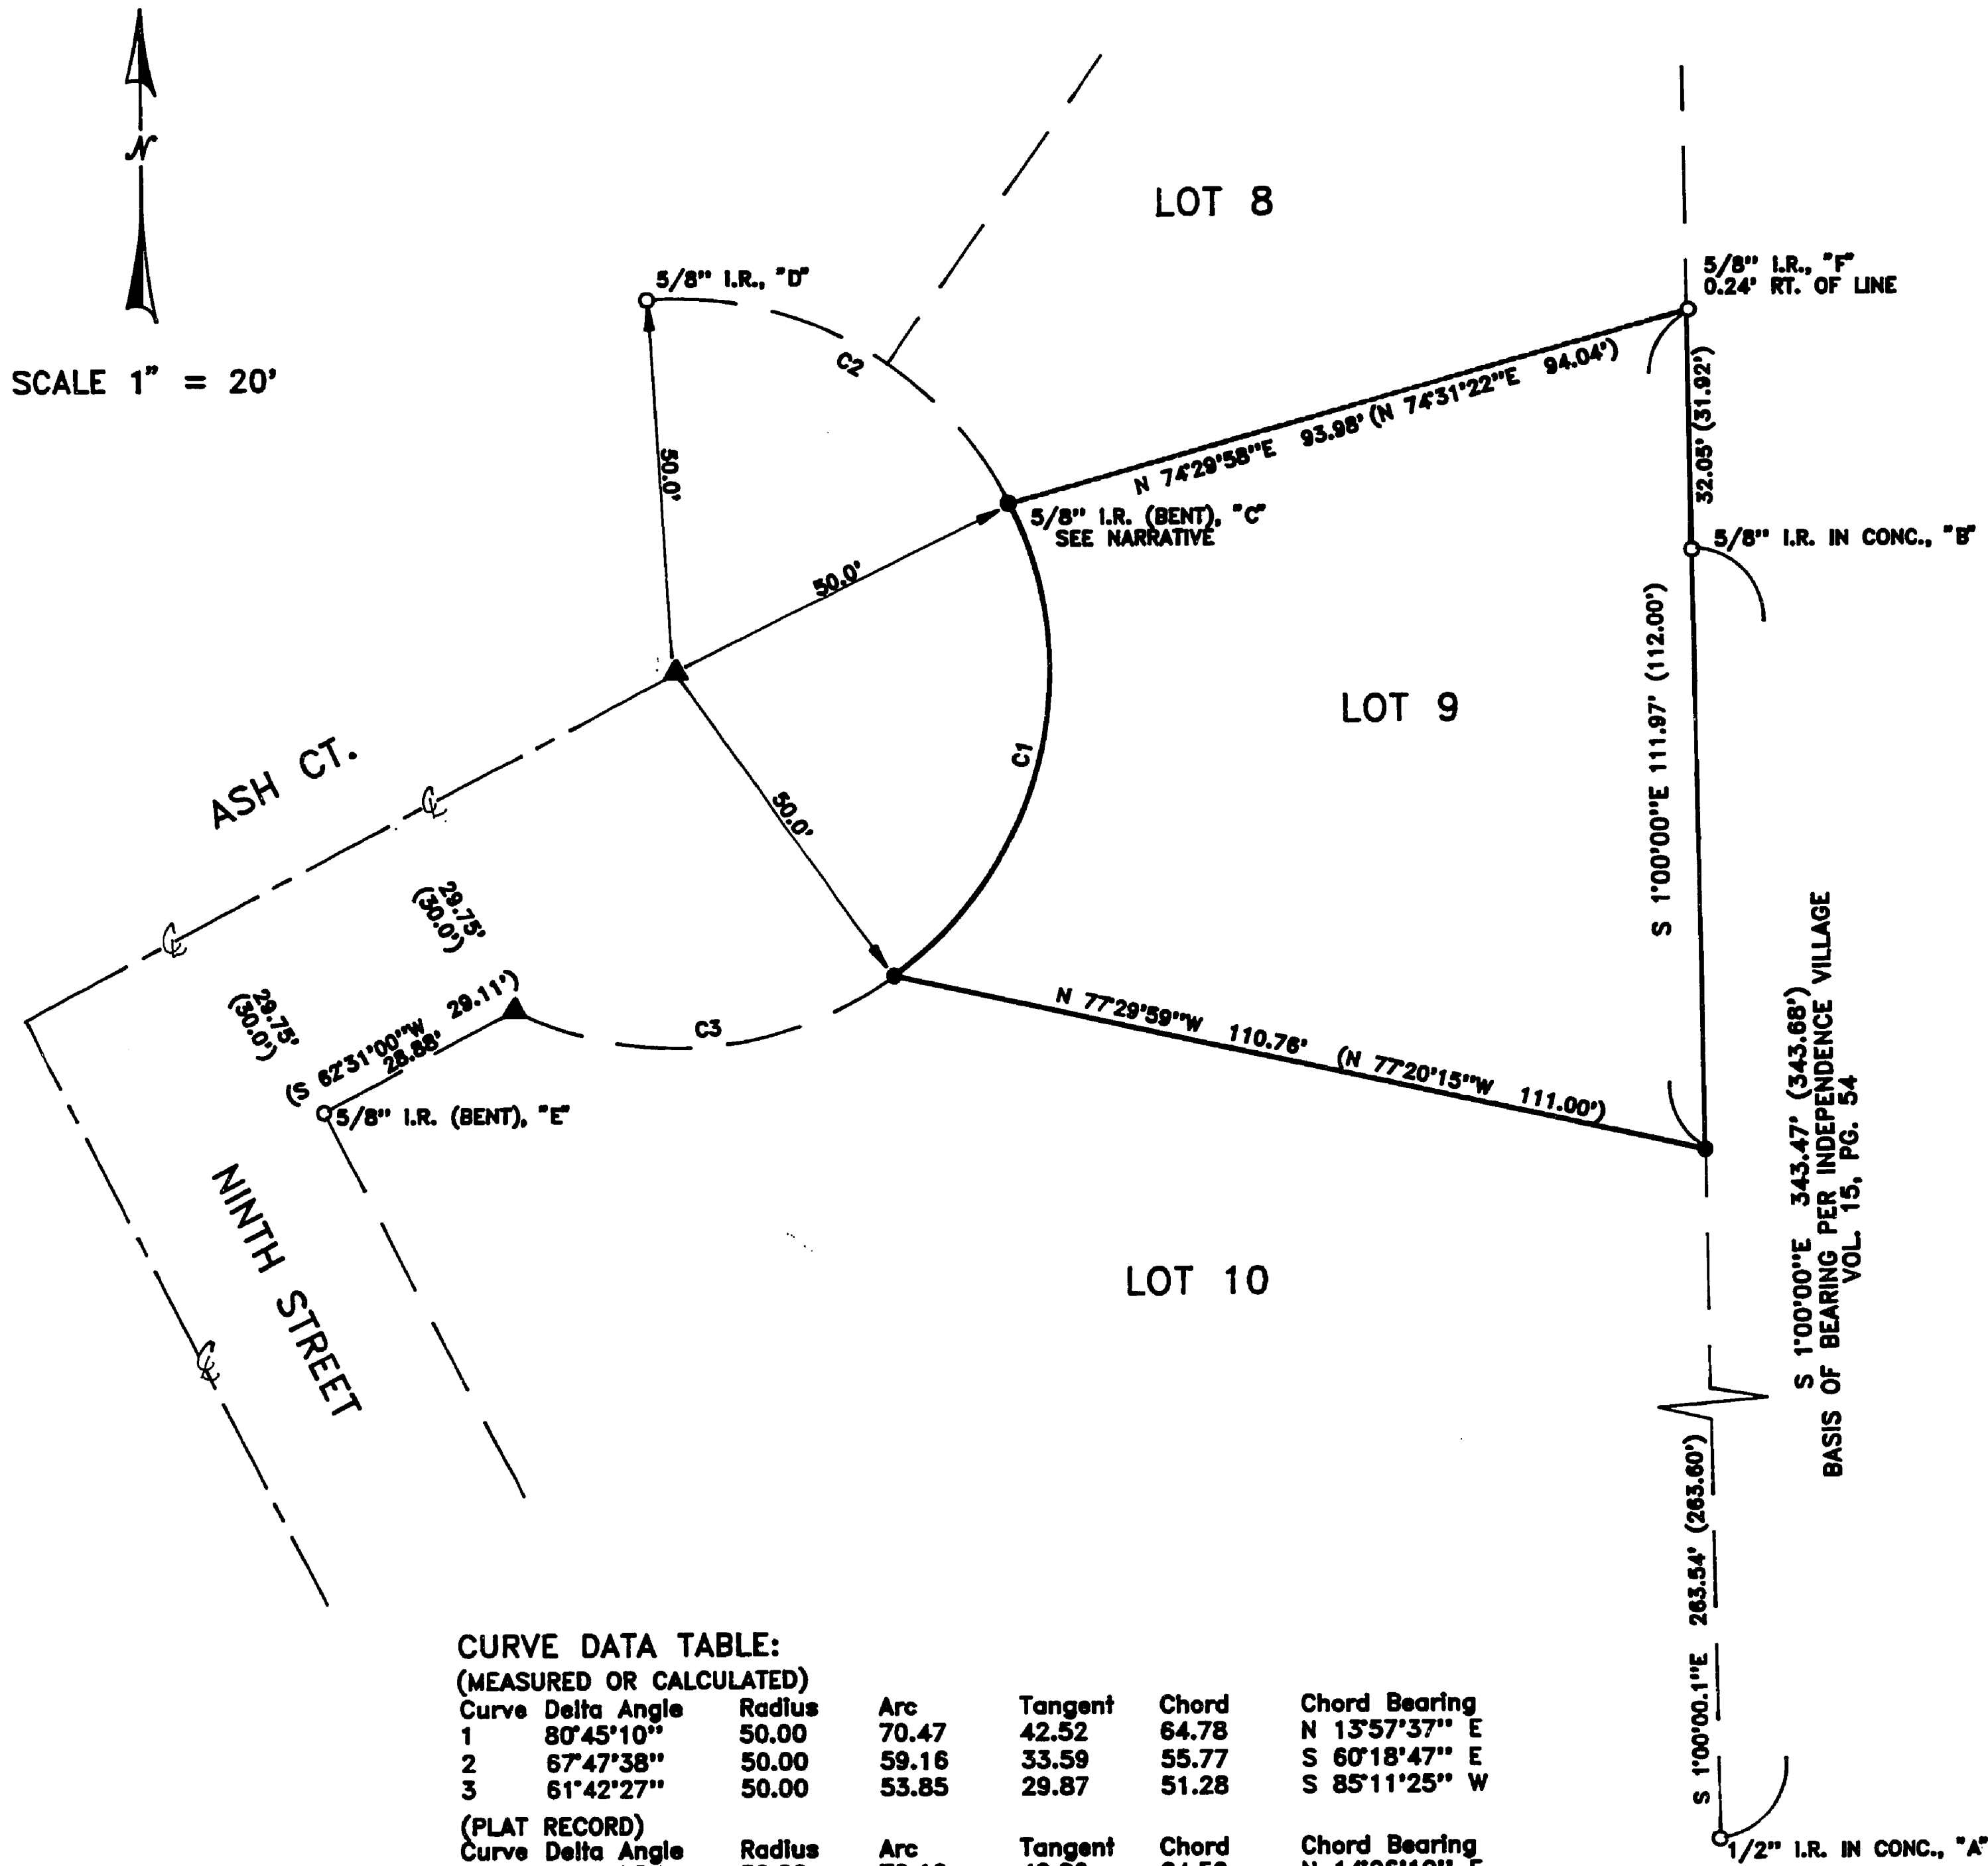 N
SCALE 1" = 20'
LOT 8
5/8" I.R., "D"
5/8" I.R., "F"
0.24' RT. OF LINE
C2
N 74°29'58"E 93.98' (N 74°31'22"E 94.04')
32.05' (31.92')
50.0'
5/8" I.R. (BENT), "C"
SEE NARRATIVE
5/8" I.R. IN CONC., "B"
50.0'
S 1°00'00"E 111.97' (112.00')
LOT 9
C1
ASH CT.
50.0'
29.75'
(30.0')
29.75'
(30.0')
(S 62°31'00"W 29.11')
28.88'
C3
5/8" I.R. (BENT), "E"
N 77°29'59"W 110.76' (N 77°20'15"W 111.00')
S 1°00'00"E 343.47' (343.68')
BASIS OF BEARING PER INDEPENDENCE VILLAGE
VOL. 15, PG. 54
NINTH STREET
LOT 10
S 1°00'00.1"E 263.54' (263.60')
1/2" I.R. IN CONC., "A"
CURVE DATA TABLE:
(MEASURED OR CALCULATED)
Curve Delta Angle Radius Arc Tangent Chord Chord Bearing
1 80°45'10" 50.00 70.47 42.52 64.78 N 13°57'37" E
2 67°47'38" 50.00 59.16 33.59 55.77 S 60°18'47" E
3 61°42'27" 50.00 53.85 29.87 51.28 S 85°11'25" W
(PLAT RECORD)
Curve Delta Angle Radius Arc Tangent Chord Chord Bearing